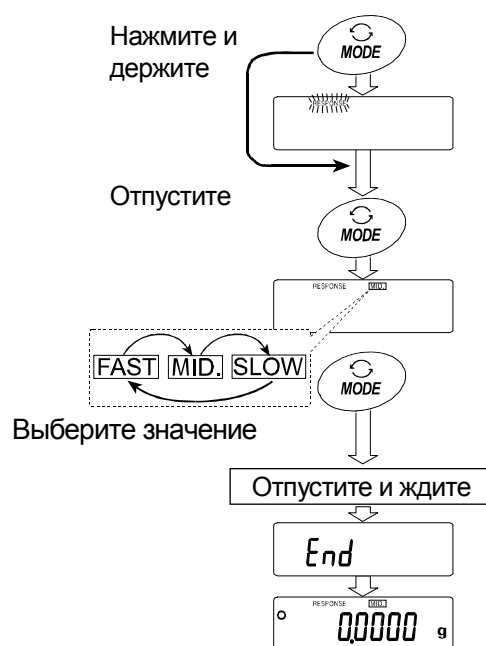 Нажмите и
держите
MODE
RESPONSE
Отпустите
MODE
RESPONSE MID.
FAST MID. SLOW
MODE
Выберите значение
Отпустите и ждите
End
RESPONSE MID.
0.0000 g